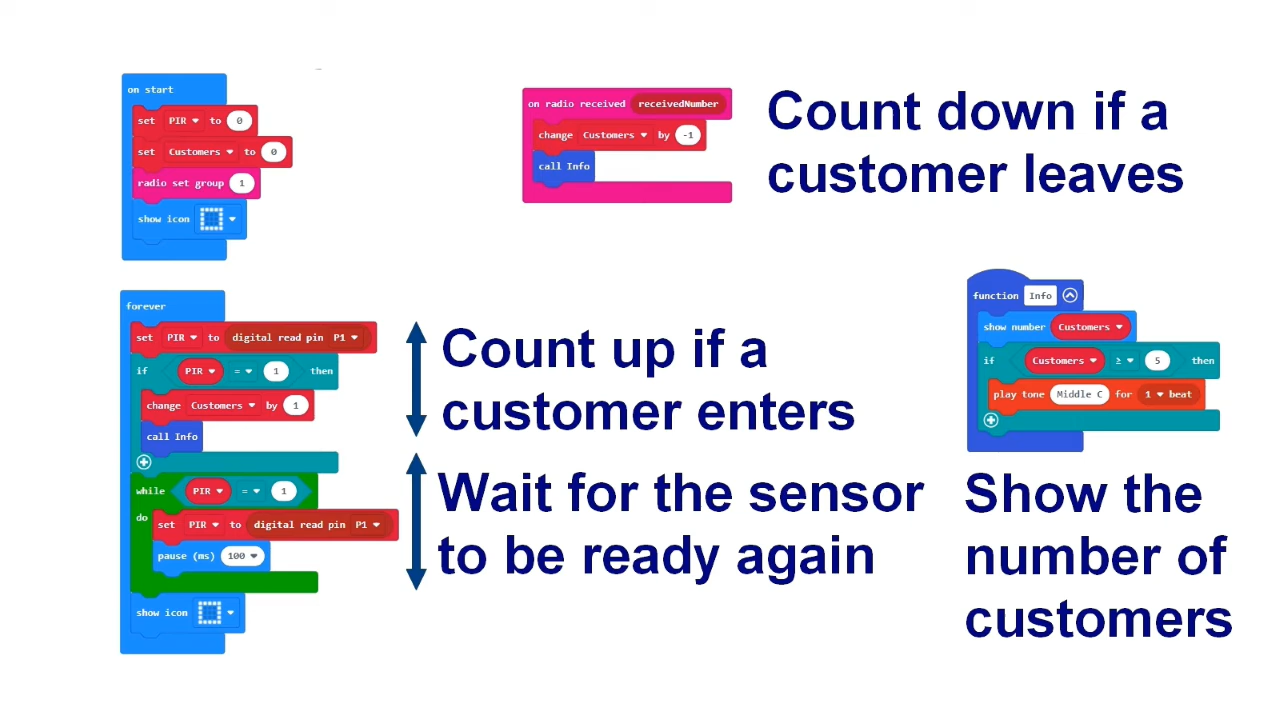 on start
set PIR to 0
set Customers to 0
radio set group 1
show icon
on radio received receivedNumber
change Customers by -1
call Info
Count down if a
customer leaves
forever
set PIR to digital read pin P1
if PIR = 1 then
change Customers by 1
call Info
while PIR = 1
do
set PIR to digital read pin P1
pause (ms) 100
show icon
Count up if a
customer enters
Wait for the sensor
to be ready again
function Info
show number Customers
if Customers ≥ 5 then
play tone Middle C for 1 beat
Show the
number of
customers